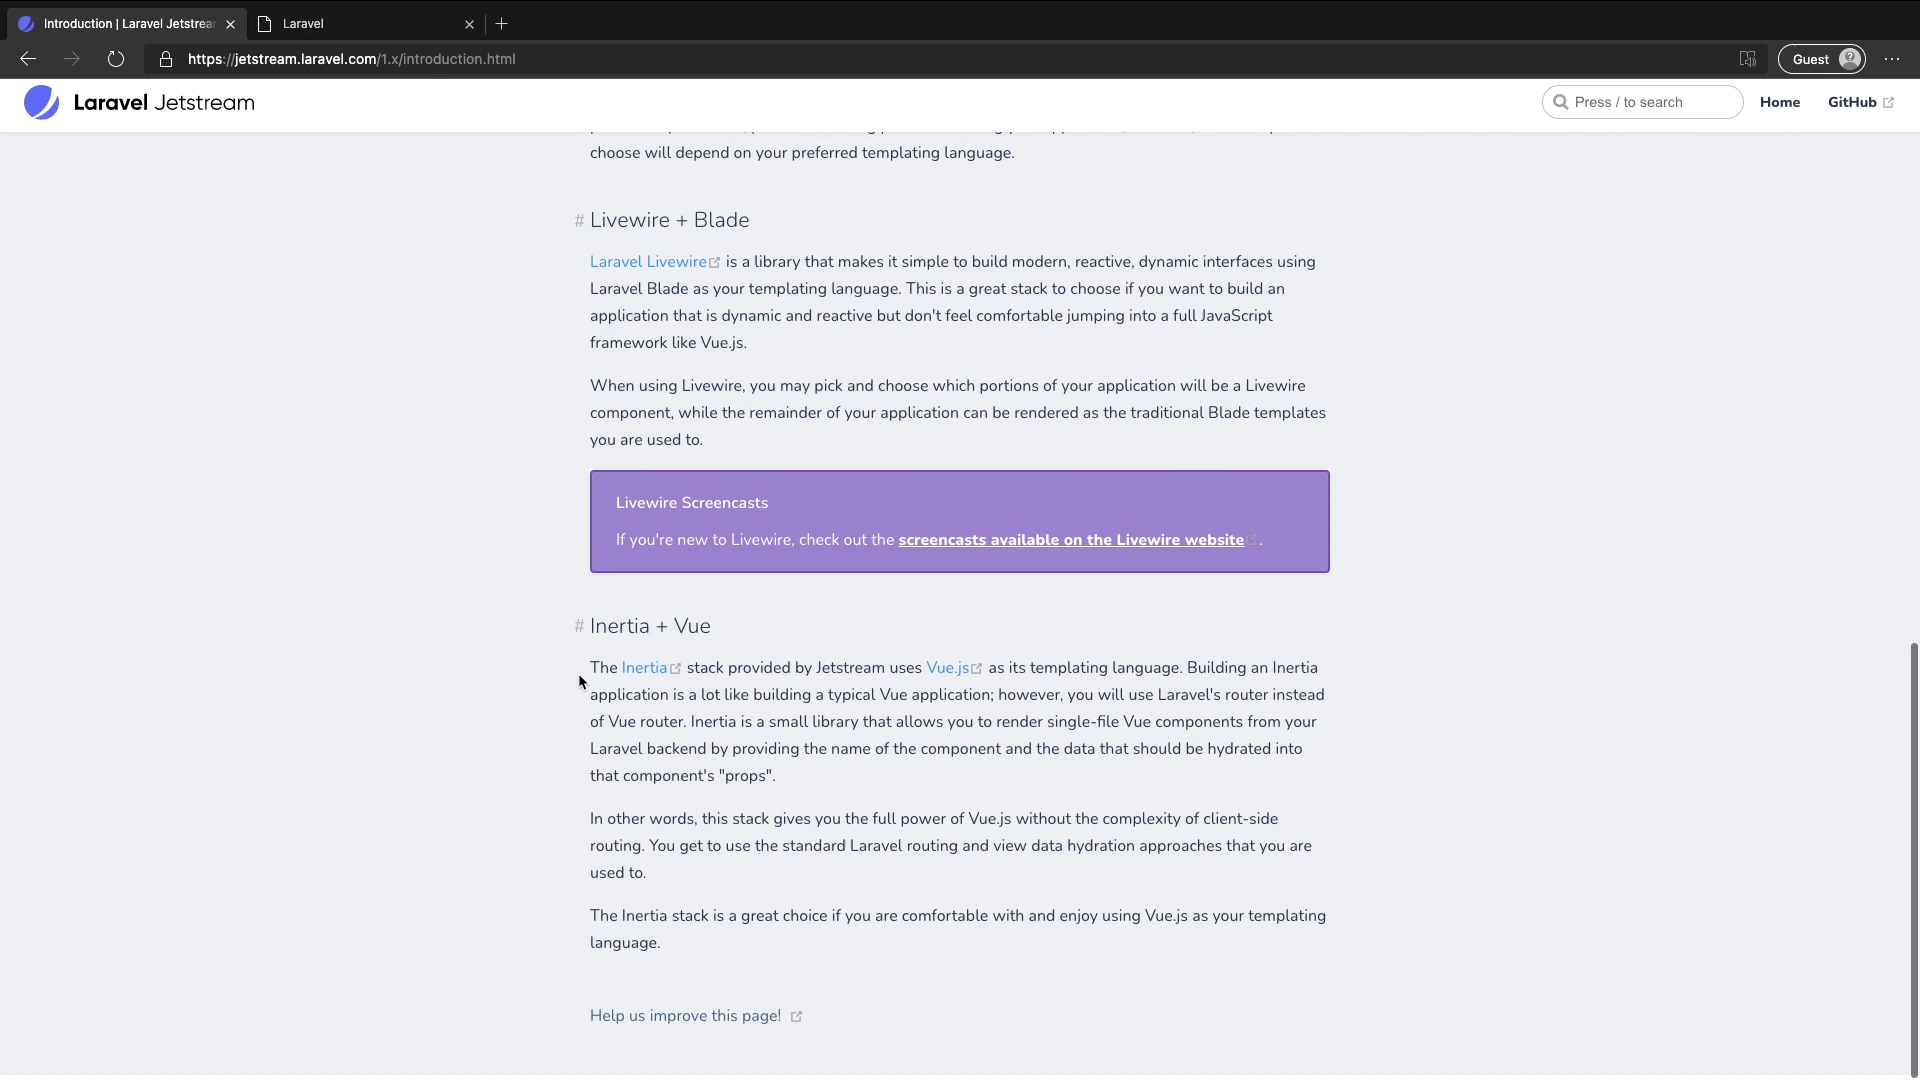 Introduction | Laravel Jetstrea
Laravel
https://jetstream.laravel.com/1.x/introduction.html
Guest
Laravel Jetstream
Press / to search
Home
GitHub
choose will depend on your preferred templating language.
# Livewire + Blade
Laravel Livewire is a library that makes it simple to build modern, reactive, dynamic interfaces using
Laravel Blade as your templating language. This is a great stack to choose if you want to build an
application that is dynamic and reactive but don't feel comfortable jumping into a full JavaScript
framework like Vue.js.
When using Livewire, you may pick and choose which portions of your application will be a Livewire
component, while the remainder of your application can be rendered as the traditional Blade templates
you are used to.
Livewire Screencasts
If you're new to Livewire, check out the screencasts available on the Livewire website.
# Inertia + Vue
The Inertia stack provided by Jetstream uses Vue.js as its templating language. Building an Inertia
application is a lot like building a typical Vue application; however, you will use Laravel's router instead
of Vue router. Inertia is a small library that allows you to render single-file Vue components from your
Laravel backend by providing the name of the component and the data that should be hydrated into
that component's "props".
In other words, this stack gives you the full power of Vue.js without the complexity of client-side
routing. You get to use the standard Laravel routing and view data hydration approaches that you are
used to.
The Inertia stack is a great choice if you are comfortable with and enjoy using Vue.js as your templating
language.
Help us improve this page!